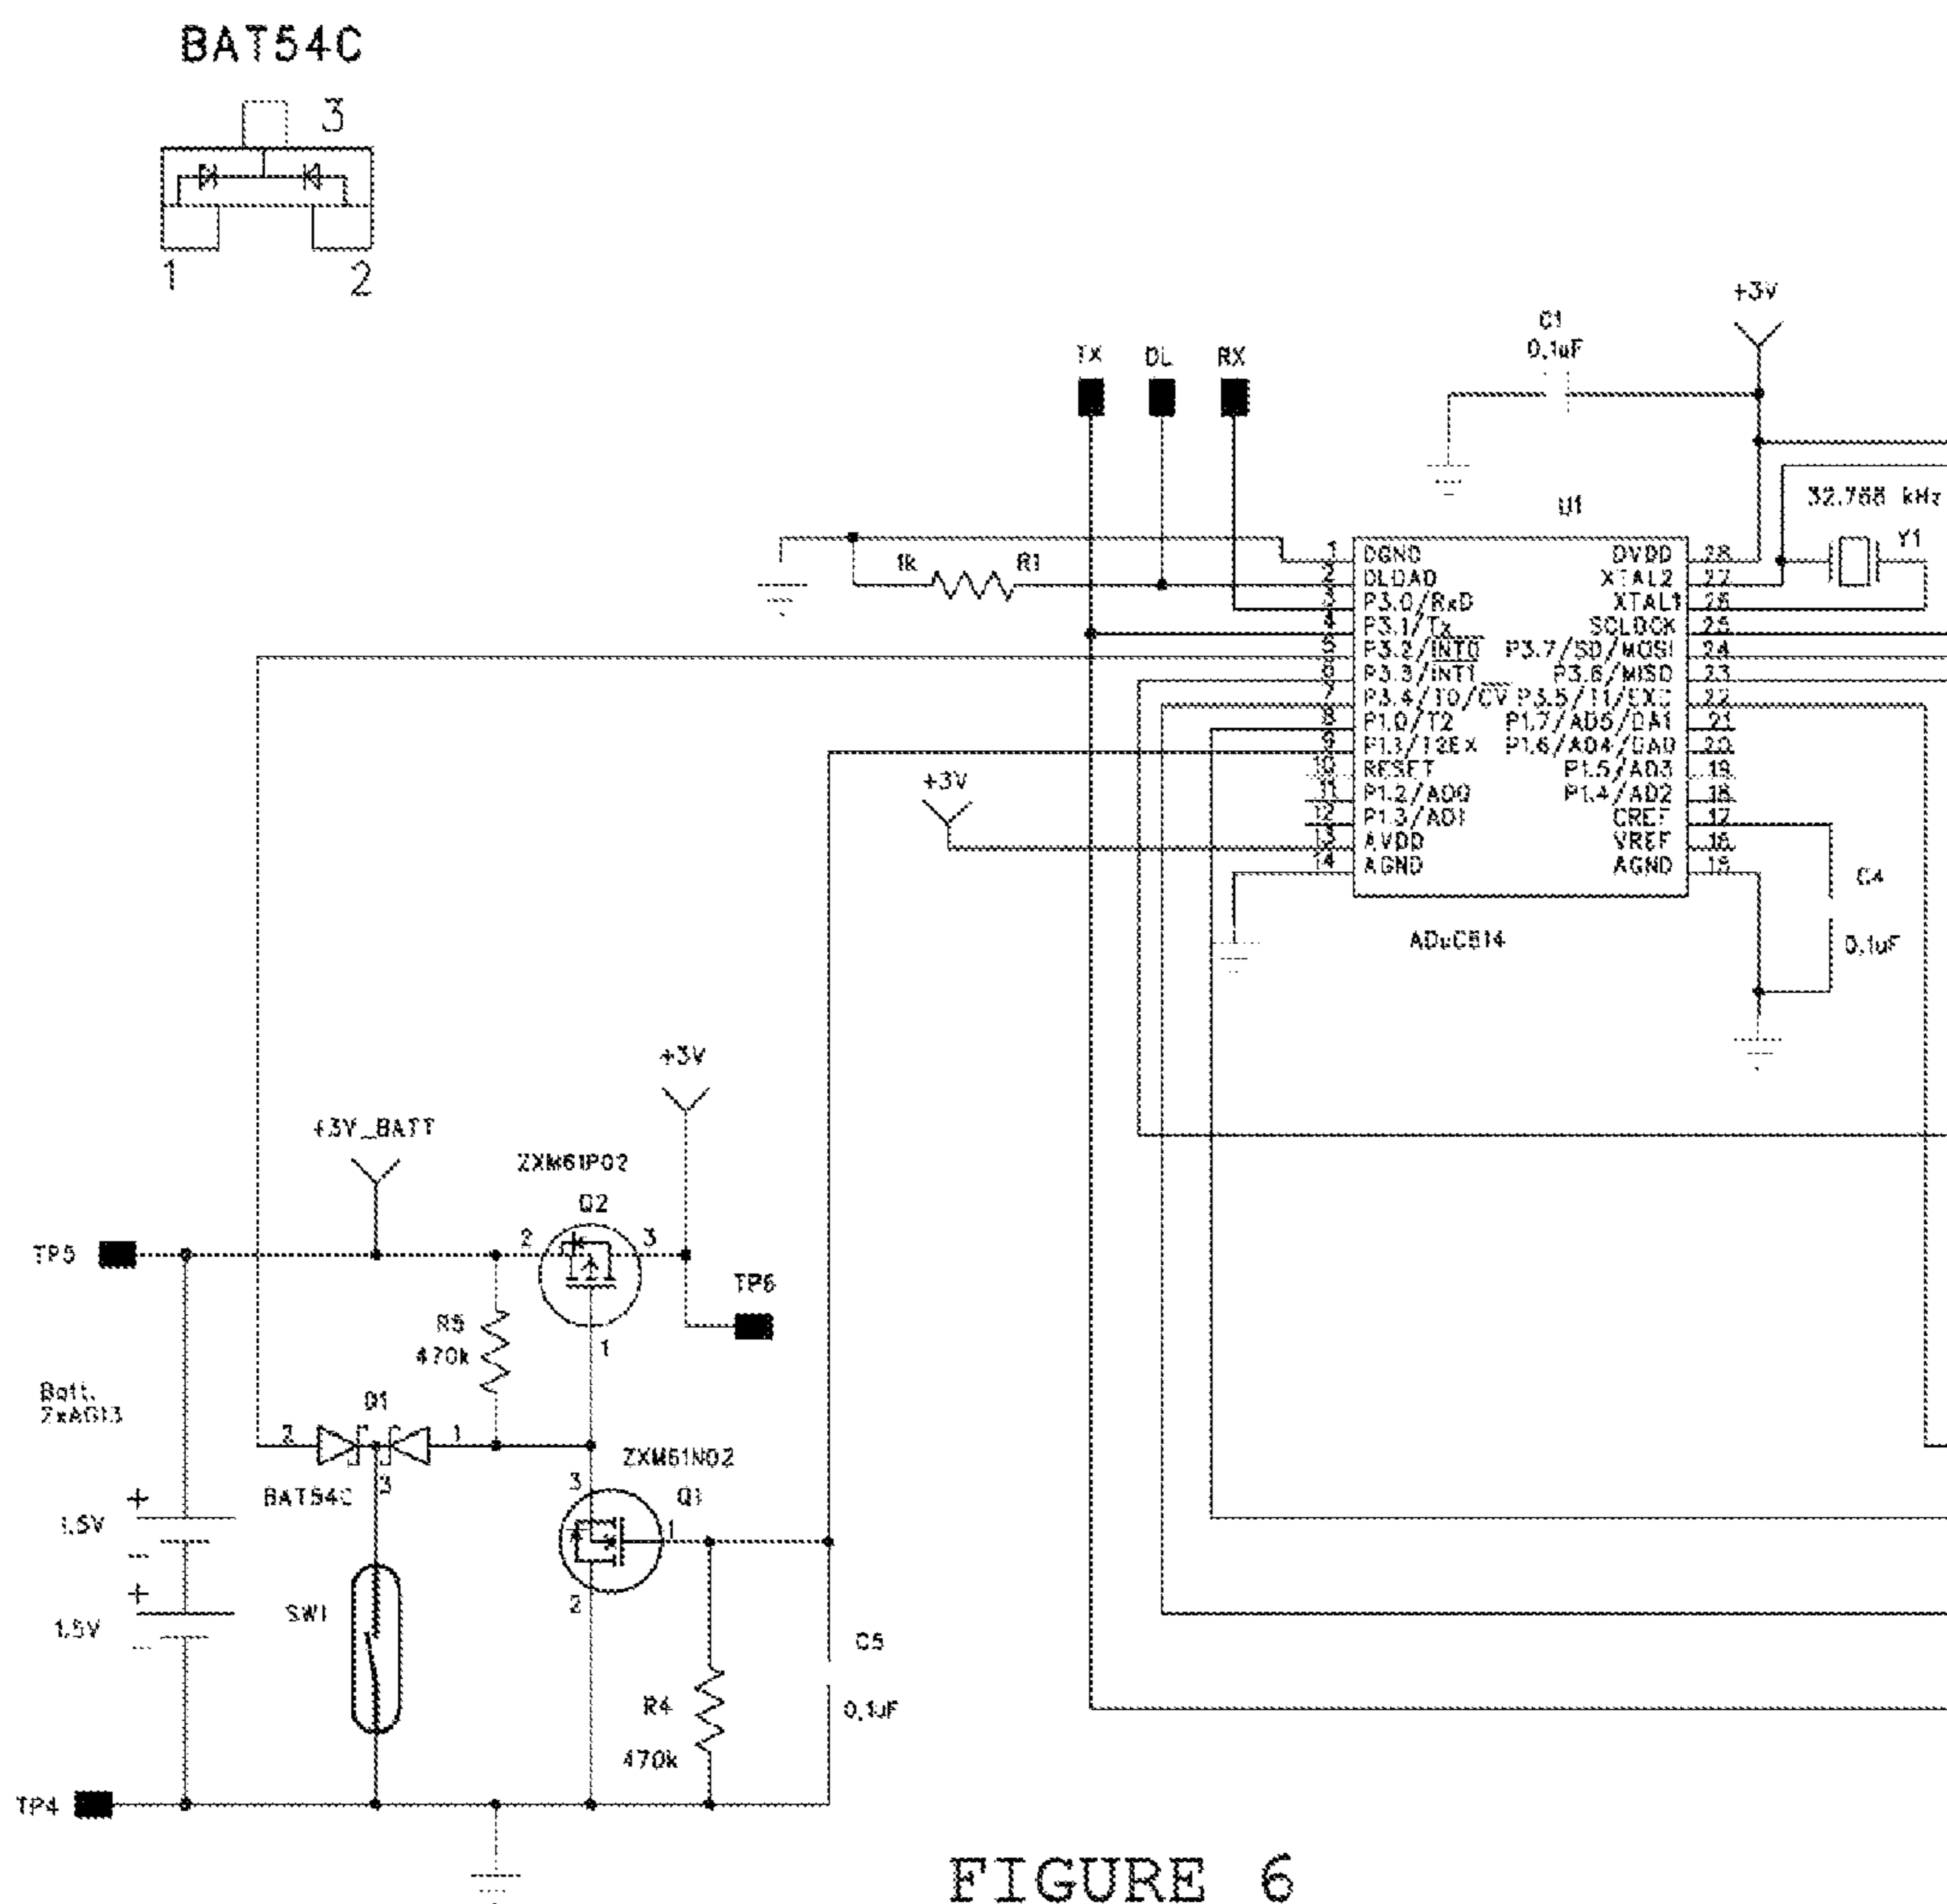 BAT54C
3
1
2
+3V
C1
0.1uF
TX DL RX
U1
32.768 kHz
Y1
1k R1
1 DGND DVDD 28
2 DLOAD XTAL2 27
3 P3.0/RxD XTAL1 26
4 P3.1/Tx SCLOCK 25
5 P3.2/INT0 P3.7/SD/MOSI 24
6 P3.3/INT1 P3.6/MISO 23
7 P3.4/T0/CV P3.5/T1/EXC 22
8 P1.0/T2 P1.7/AD5/DA1 21
9 P1.1/T2EX P1.6/AD4/DA0 20
10 RESET P1.5/AD3 19
11 P1.2/AD0 P1.4/AD2 18
12 P1.3/AD1 CREF 17
13 AVDD VREF 16
14 AGND AGND 15
+3V
C4
0.1uF
ADuC814
+3V
+3V_BATT
ZXM61P02
Q2
2 3
TP5
TP6
R5
470k
1
Batt.
2xAG13
D1
2 1
3
BAT54C
ZXM61N02
3
Q1
1
2
+
1.5V
-
+
1.5V
-
SW1
C5
0.1uF
R4
470k
TP4
FIGURE 6